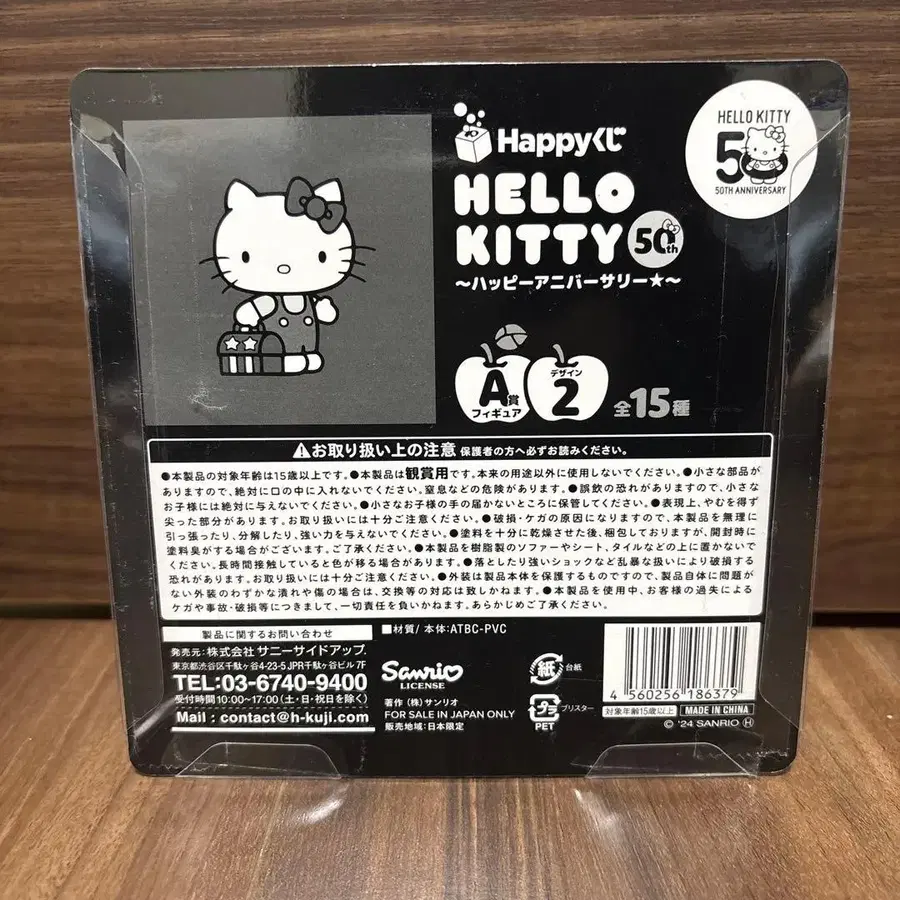 Happyくじ
HELLO KITTY
50
50TH ANNIVERSARY
HELLO
KITTY 50th
～ハッピーアニバーサリー★～
A賞
フィギュア
デザイン
2
全15種
⚠お取り扱い上の注意 保護者の方へ必ずお読みください。
●本製品の対象年齢は15歳以上です。●本製品は観賞用です。本来の用途以外に使用しないでください。●小さな部品が
ありますので、絶対に口の中に入れないでください。窒息などの危険があります。●誤飲の恐れがありますので、小さな
お子様には絶対に与えないでください。●小さなお子様の手の届かないところに保管してください。●表現上、やむを得ず
尖った部分があります。お取り扱いには十分ご注意ください。●破損・ケガの原因になりますので、本製品を無理に
引っ張ったり、分解したり、強い力を与えないでください。●塗料を十分に乾燥させた後、梱包しておりますが、開封時に
塗料臭がする場合がございます。ご了承ください。●本製品を樹脂製のソファーやシート、タイルなどの上に置かないで
ください。長時間接触していると色が移る場合があります。●落としたり強いショックなど乱暴な扱いにより破損する
恐れがあります。お取り扱いには十分ご注意ください。●外装は製品本体を保護するものですので、製品自体に問題が
ない外装のわずかな潰れや傷の場合は、交換等の対応は致しかねます。●本製品を使用中、お客様の過失による
ケガや事故・破損等につきまして、一切責任を負いかねます。あらかじめご了承ください。
製品に関するお問い合わせ
発売元:株式会社 サニーサイドアップ.
東京都渋谷区千駄ヶ谷4-23-5 JPR千駄ヶ谷ビル 7F
TEL:03-6740-9400
受付時間10:00〜17:00(土・日・祝日を除く)
Mail : contact@h-kuji.com
■材質/ 本体:ATBC-PVC
Sanrio
LICENSE
著作 (株) サンリオ
FOR SALE IN JAPAN ONLY
販売地域:日本限定
紙 台紙
プラ ブリスター
PET
4 560256 186379
対象年齢15歳以上 MADE IN CHINA
© '24 SANRIO Ⓗ